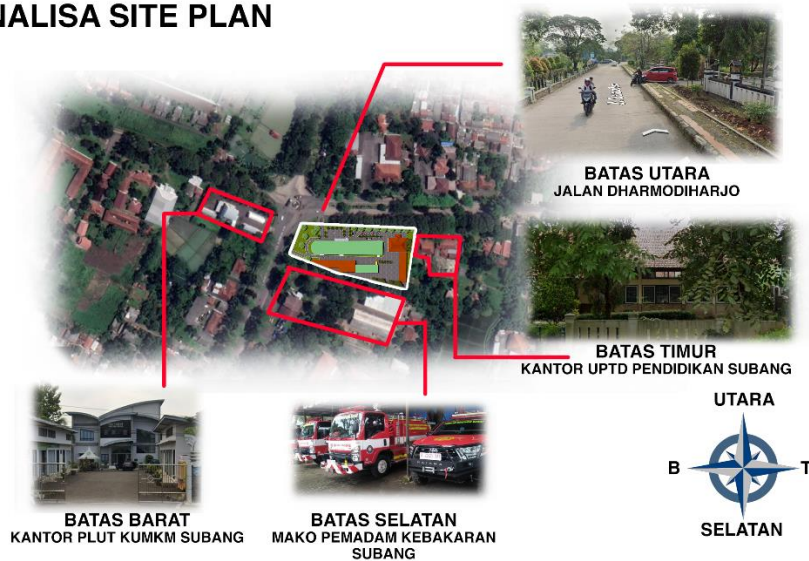 NALISA SITE PLAN
BATAS UTARA
JALAN DHARMODIHARJO
BATAS TIMUR
KANTOR UPTD PENDIDIKAN SUBANG
UTARA
B
T
SELATAN
BATAS BARAT
KANTOR PLUT KUMKM SUBANG
BATAS SELATAN
MAKO PEMADAM KEBAKARAN
SUBANG